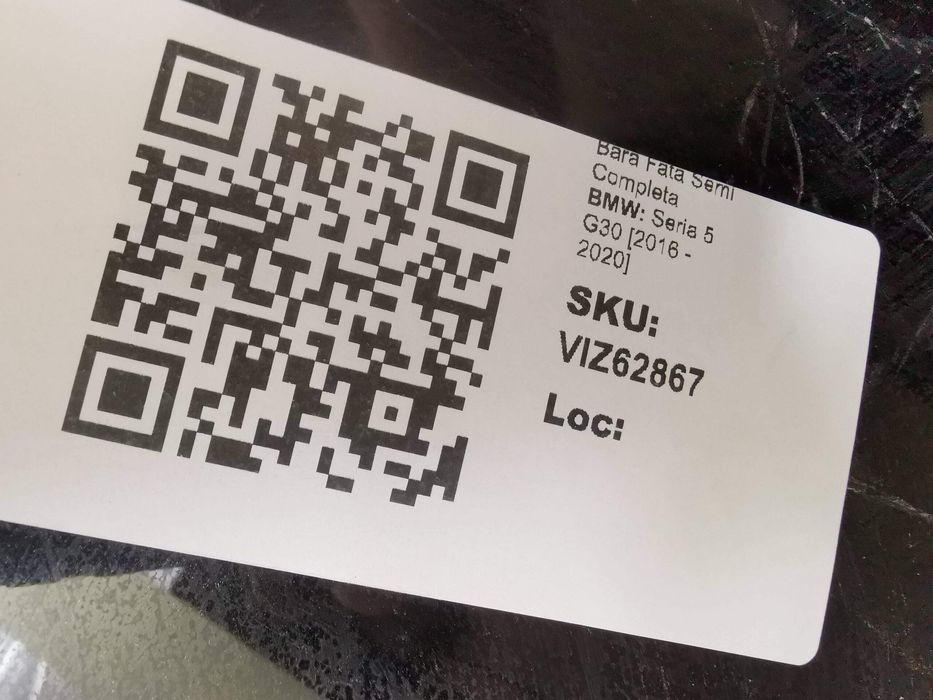 Bara Fata Semi
Completa
BMW: Seria 5
G30 [2016 -
2020]
SKU:
VIZ62867
Loc: